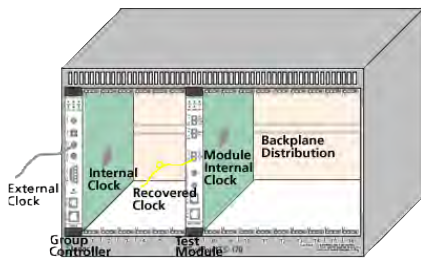 Internal
Clock
Module
Internal
Clock
Backplane
Distribution
External
Clock
Recovered
Clock
Group
Controller
Test
Module